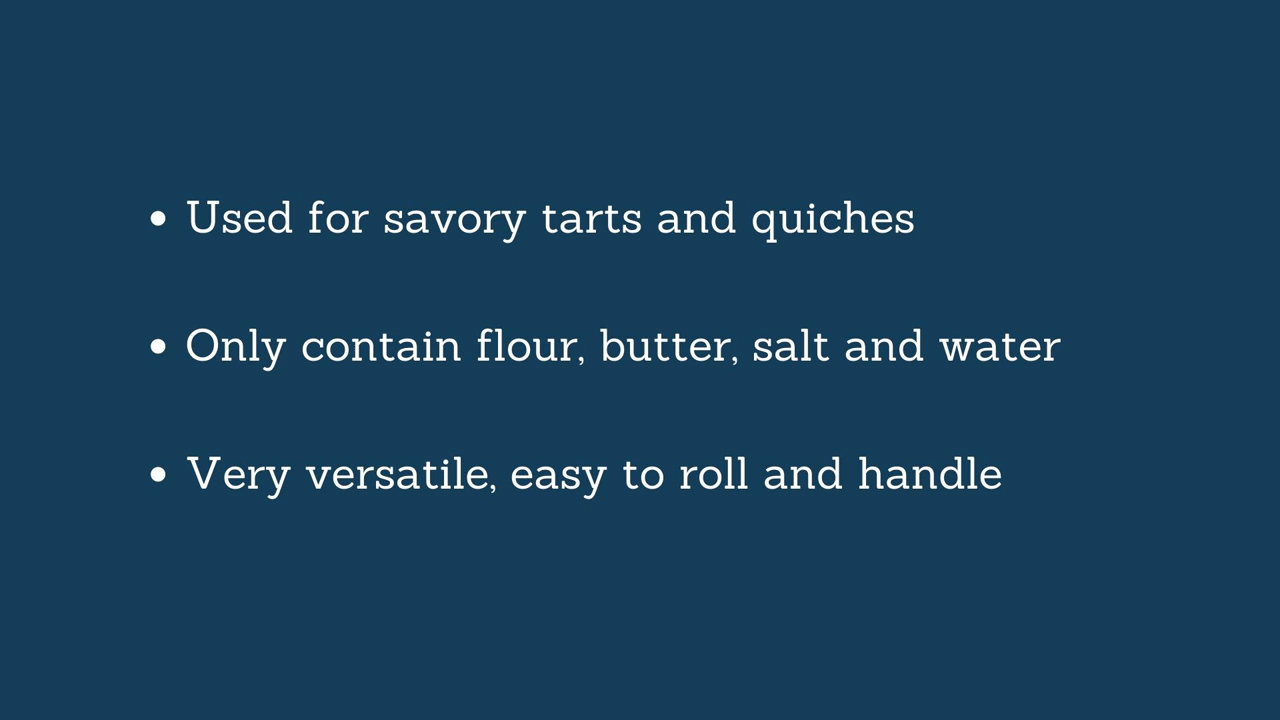 • Used for savory tarts and quiches
• Only contain flour, butter, salt and water
• Very versatile, easy to roll and handle